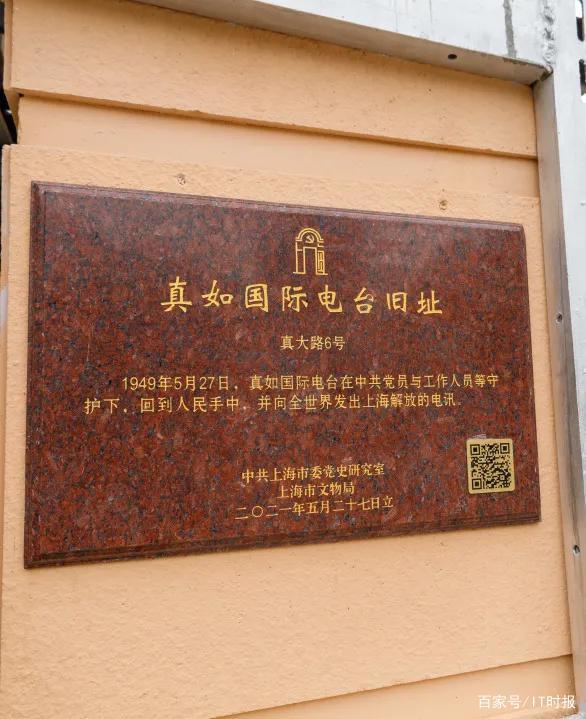 真如国际电台旧址
真大路6号
1949年5月27日，真如国际电台在中共党员与工作人员等守
护下，回到人民手中，并向全世界发出上海解放的电讯。
中共上海市委党史研究室
上海市文物局
二〇二一年五月二十七日立
百家号/IT时报